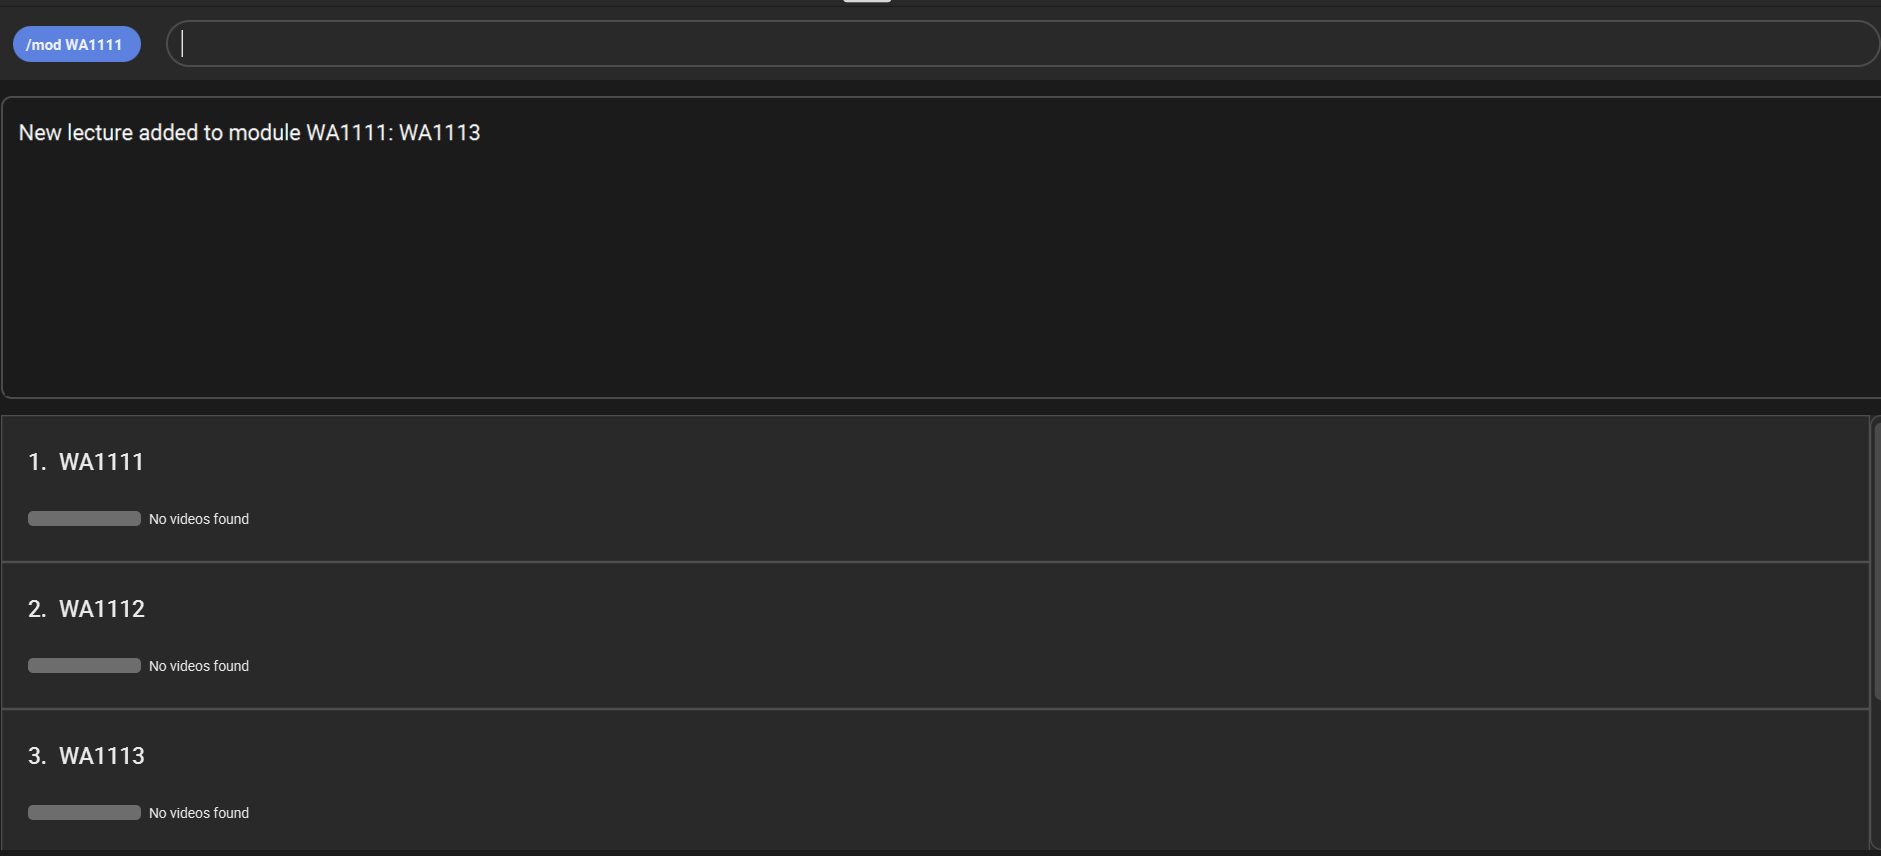 /mod WA1111
New lecture added to module WA1111: WA1113
1. WA1111
No videos found
2. WA1112
No videos found
3. WA1113
No videos found